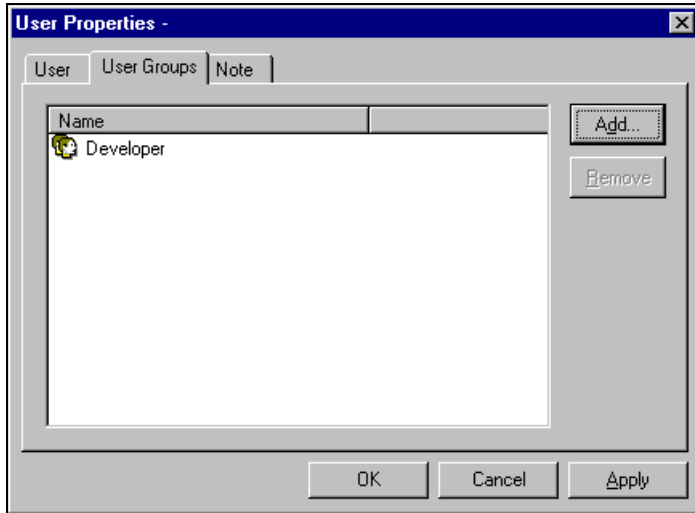 User Properties -
User User Groups Note
Name
Add...
Developer
Remove
OK Cancel Apply